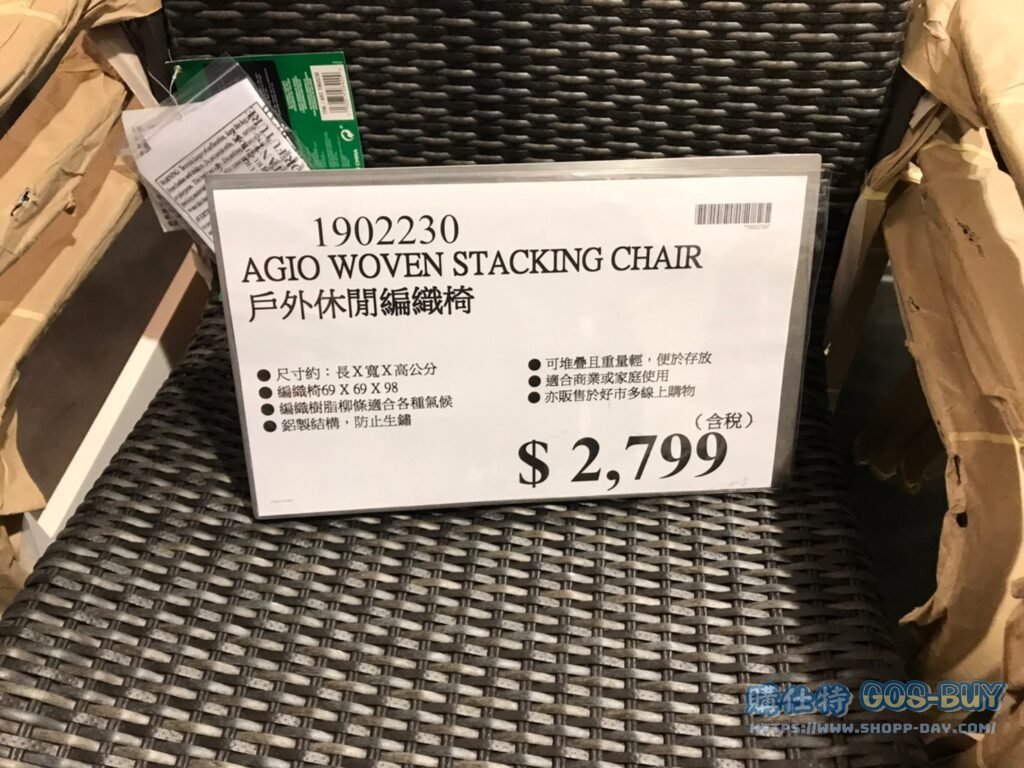 1902230
*1902230*
AGIO WOVEN STACKING CHAIR
戶外休閒編織椅
● 尺寸約：長X寬X高公分
● 編織椅69 X 69 X 98
● 編織樹脂柳條適合各種氣候
● 鋁製結構，防止生鏽
● 可堆疊且重量輕，便於存放
● 適合商業或家庭使用
● 亦販售於好市多線上購物
（含稅）
$ 2,799
購仕特 GOS-BUY
HTTPS://WWW.SHOPP-DAY.COM/